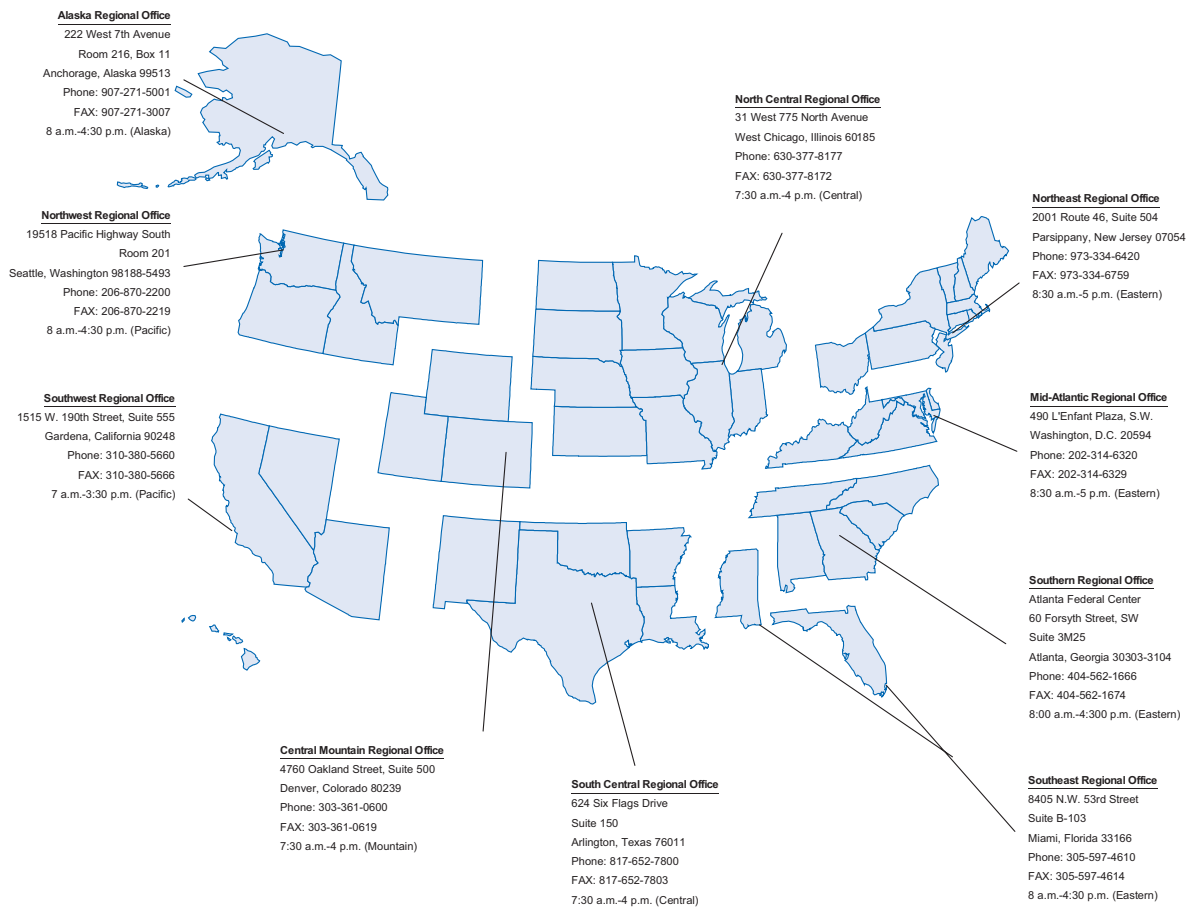 Alaska Regional Office
222 West 7th Avenue
Room 216, Box 11
Anchorage, Alaska 99513
Phone: 907-271-5001
FAX: 907-271-3007
8 a.m.-4:30 p.m. (Alaska)
North Central Regional Office
31 West 775 North Avenue
West Chicago, Illinois 60185
Phone: 630-377-8177
FAX: 630-377-8172
7:30 a.m.-4 p.m. (Central)
Northeast Regional Office
2001 Route 46, Suite 504
Parsippany, New Jersey 07054
Phone: 973-334-6420
FAX: 973-334-6759
8:30 a.m.-5 p.m. (Eastern)
Northwest Regional Office
19518 Pacific Highway South
Room 201
Seattle, Washington 98188-5493
Phone: 206-870-2200
FAX: 206-870-2219
8 a.m.-4:30 p.m. (Pacific)
Southwest Regional Office
1515 W. 190th Street, Suite 555
Gardena, California 90248
Phone: 310-380-5660
FAX: 310-380-5666
7 a.m.-3:30 p.m. (Pacific)
Mid-Atlantic Regional Office
490 L'Enfant Plaza, S.W.
Washington, D.C. 20594
Phone: 202-314-6320
FAX: 202-314-6329
8:30 a.m.-5 p.m. (Eastern)
Southern Regional Office
Atlanta Federal Center
60 Forsyth Street, SW
Suite 3M25
Atlanta, Georgia 30303-3104
Phone: 404-562-1666
FAX: 404-562-1674
8:00 a.m.-4:300 p.m. (Eastern)
Central Mountain Regional Office
4760 Oakland Street, Suite 500
Denver, Colorado 80239
Phone: 303-361-0600
FAX: 303-361-0619
7:30 a.m.-4 p.m. (Mountain)
South Central Regional Office
624 Six Flags Drive
Suite 150
Arlington, Texas 76011
Phone: 817-652-7800
FAX: 817-652-7803
7:30 a.m.-4 p.m. (Central)
Southeast Regional Office
8405 N.W. 53rd Street
Suite B-103
Miami, Florida 33166
Phone: 305-597-4610
FAX: 305-597-4614
8 a.m.-4:30 p.m. (Eastern)